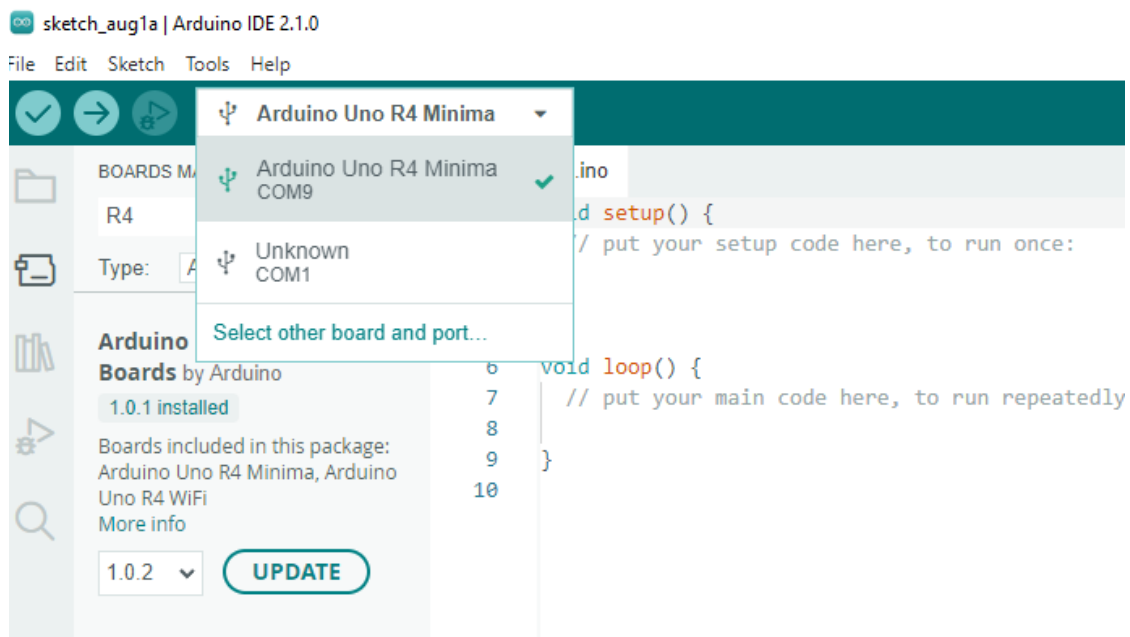 sketch_aug1a | Arduino IDE 2.1.0
File Edit Sketch Tools Help
Arduino Uno R4 Minima
Arduino Uno R4 Minima
COM9
Unknown
COM1
Select other board and port...
BOARDS M
R4
Type:
Arduino
Boards by Arduino
1.0.1 installed
Boards included in this package:
Arduino Uno R4 Minima, Arduino
Uno R4 WiFi
More info
1.0.2
UPDATE
.ino
d setup() {
/ put your setup code here, to run once:
6 void loop() {
7 // put your main code here, to run repeatedly
8
9 }
10